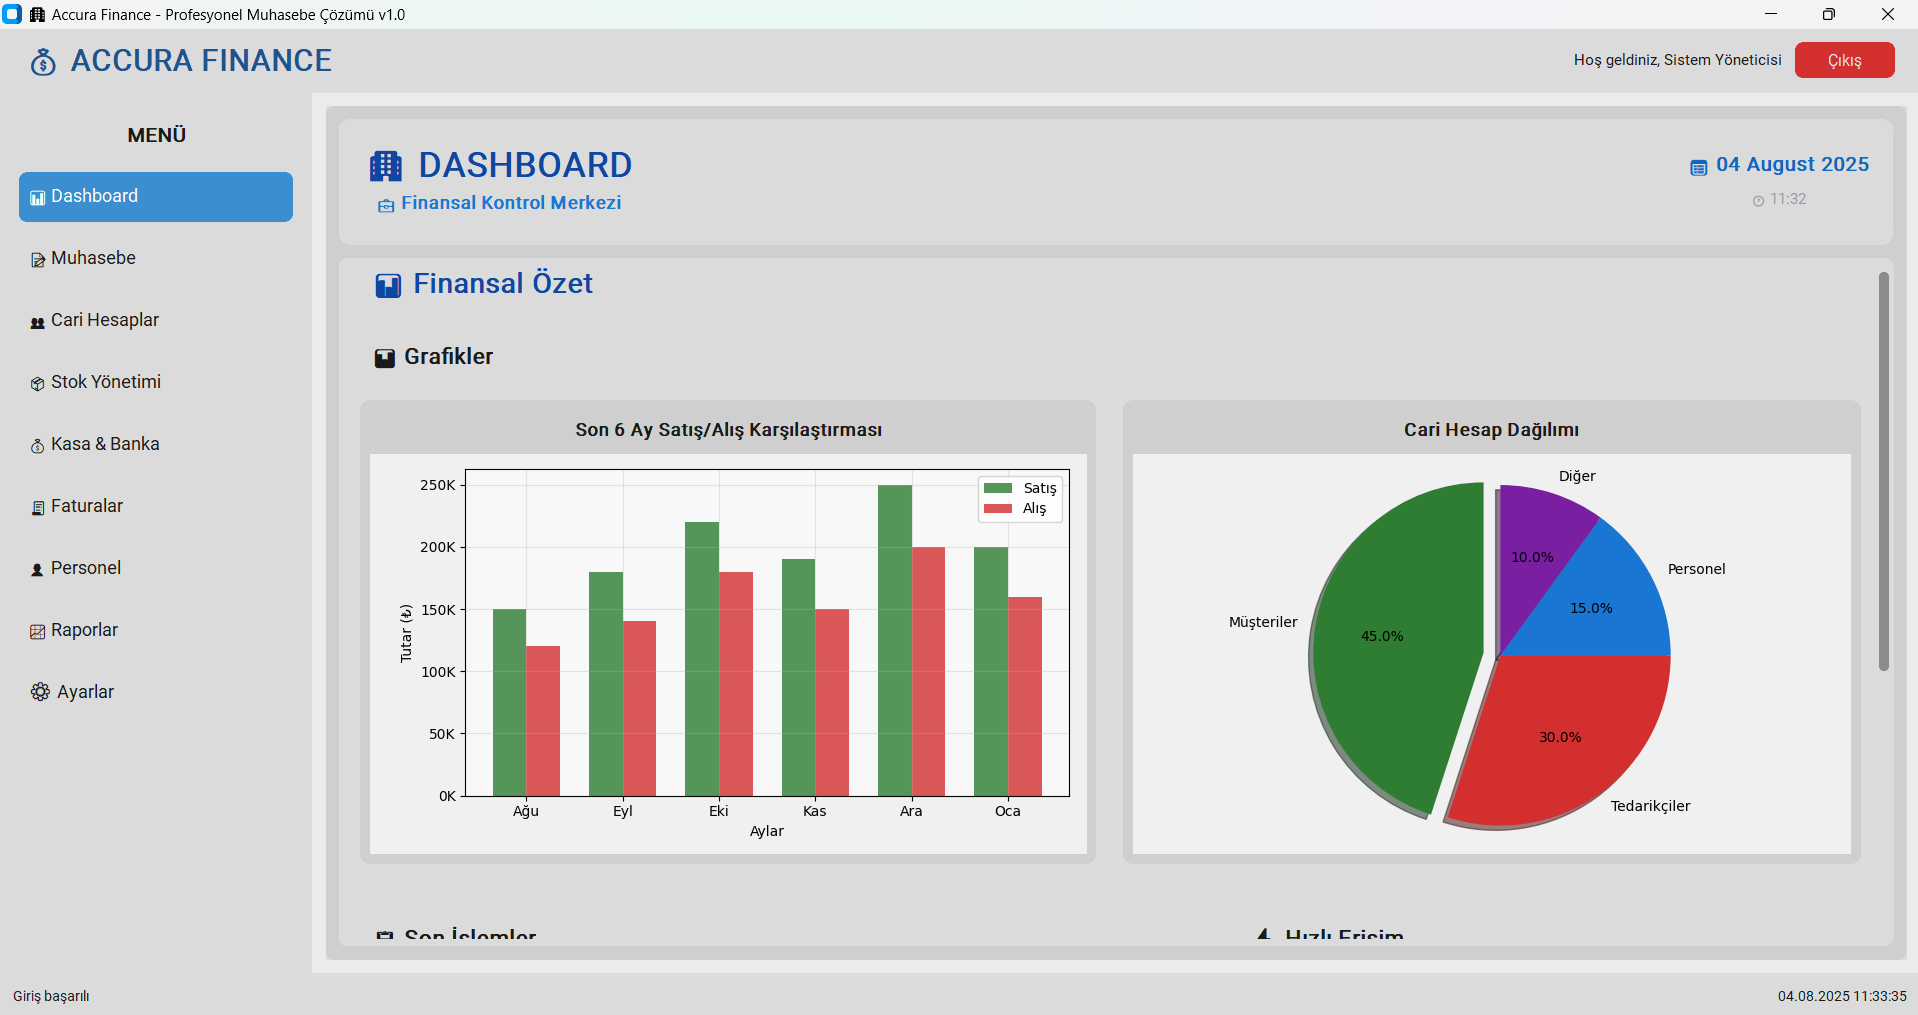 Accura Finance - Profesyonel Muhasebe Çözümü v1.0
ACCURA FINANCE
Hoş geldiniz, Sistem Yöneticisi
Çıkış
MENÜ
Dashboard
Muhasebe
Cari Hesaplar
Stok Yönetimi
Kasa & Banka
Faturalar
Personel
Raporlar
Ayarlar
DASHBOARD
Finansal Kontrol Merkezi
04 August 2025
11:32
Finansal Özet
Grafikler
Son 6 Ay Satış/Alış Karşılaştırması
250K
200K
150K
100K
50K
0K
Tutar (₺)
Satış
Alış
Ağu Eyl Eki Kas Ara Oca
Aylar
Cari Hesap Dağılımı
Diğer
10.0%
Personel
15.0%
Müşteriler
45.0%
30.0%
Tedarikçiler
Son İşlemler
Hızlı Erişim
Giriş başarılı
04.08.2025 11:33:35